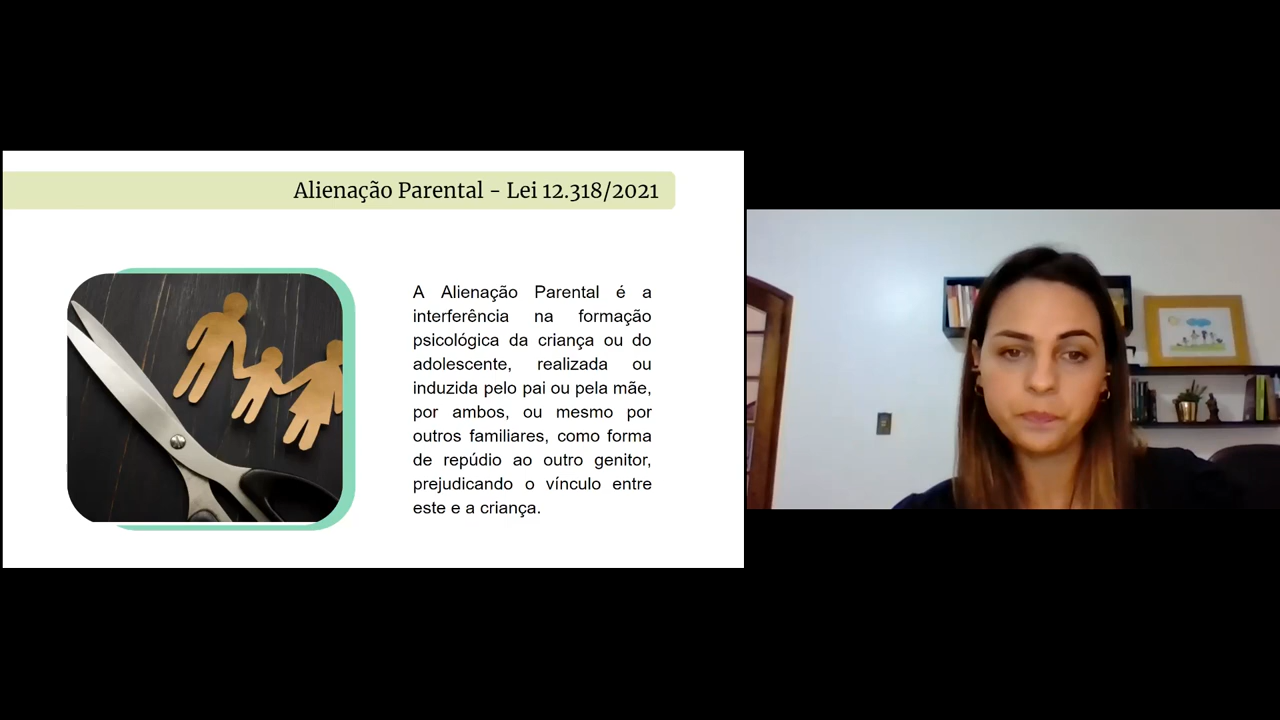 Alienação Parental - Lei 12.318/2021
A Alienação Parental é a
interferência na formação
psicológica da criança ou do
adolescente, realizada ou
induzida pelo pai ou pela mãe,
por ambos, ou mesmo por
outros familiares, como forma
de repúdio ao outro genitor,
prejudicando o vínculo entre
este e a criança.